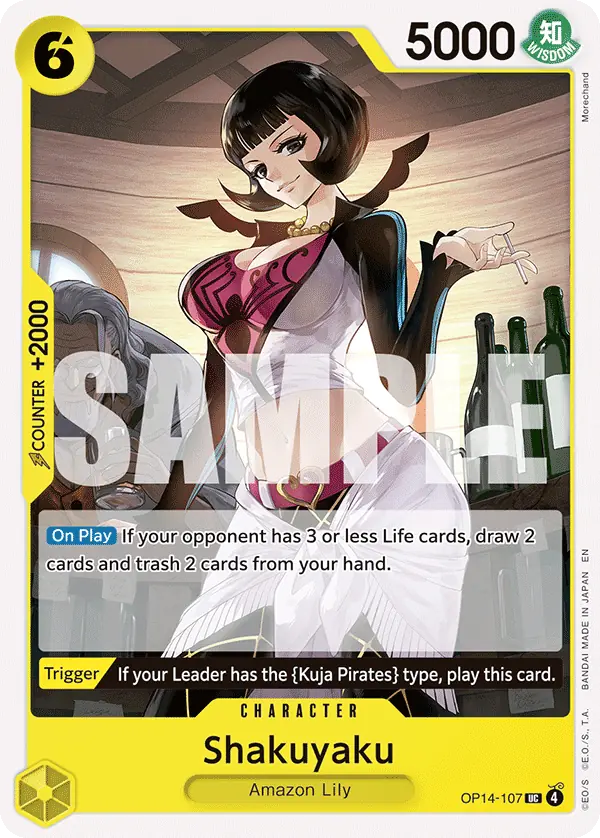 6
5000
知
WISDOM
Morechand
COUNTER +2000
SAMPLE
On Play If your opponent has 3 or less Life cards, draw 2
cards and trash 2 cards from your hand.
Trigger If your Leader has the {Kuja Pirates} type, play this card.
CHARACTER
Shakuyaku
Amazon Lily
OP14-107 UC 4
©EO/S ©E.O./S., T.A. BANDAI MADE IN JAPAN EN